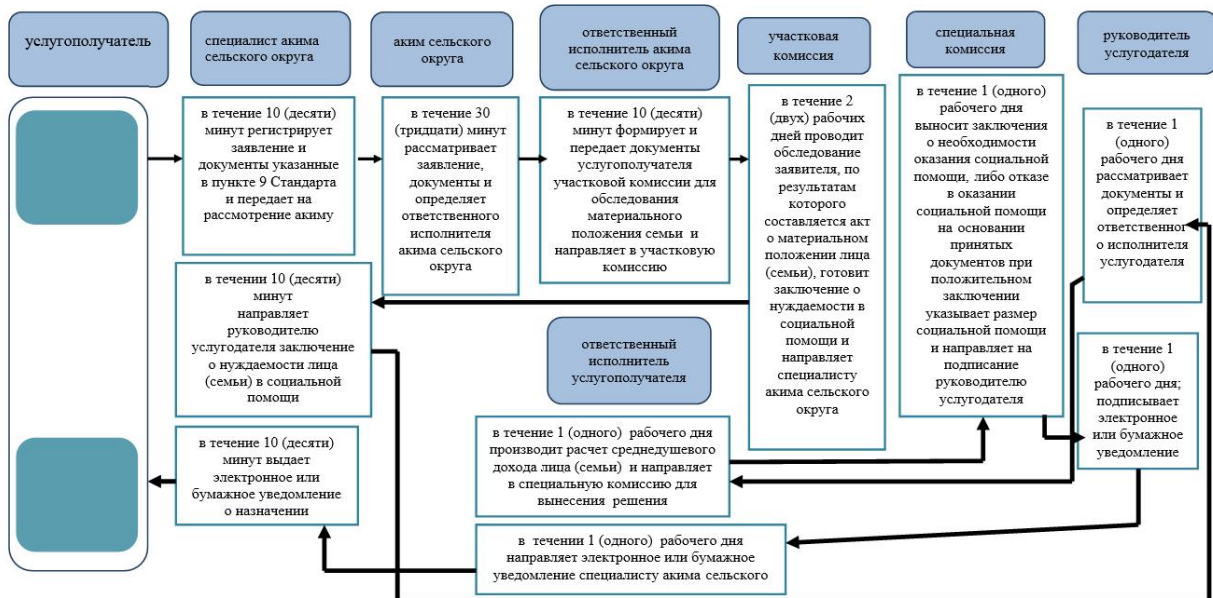 услугополучатель
специалист акима
сельского округа
аким сельского
округа
ответственный
исполнитель акима
сельского округа
участковая
комиссия
специальная
комиссия
руководитель
услугодателя
в течение 10 (десяти)
минут регистрирует
заявление и
документы указанные
в пункте 9 Стандарта
и передает на
рассмотрение акиму
в течение 30
(тридцати) минут
рассматривает
заявление,
документы и
определяет
ответственного
исполнителя
акима сельского
округа
в течение 10 (десяти)
минут формирует и
передает документы
услугополучателя
участковой комиссии для
обследования
материального
положения семьи и
направляет в участковую
комиссию
в течение 2
(двух) рабочих
дней проводит
обследование
заявителя, по
результатам
которого
составляется акт
о материальном
положении лица
(семьи), готовит
заключение о
нуждаемости в
социальной
помощи и
направляет
специалисту
акима сельского
округа
в течение 1 (одного)
рабочего дня
выносит заключения
о необходимости
оказания социальной
помощи, либо отказе
в оказании
социальной помощи
на основании
принятых
документов при
положительном
заключении
указывает размер
социальной помощи
и направляет на
подписание
руководителю
услугодателя
в течение 1
(одного)
рабочего дня
рассматривает
документы и
определяет
ответственног
о исполнителя
услугодателя
в течении 10 (десяти)
минут
направляет
руководителю
услугодателя заключение
о нуждаемости лица
(семьи) в социальной
помощи
ответственный
исполнитель
услугополучателя
в течение 1
(одного)
рабочего дня;
подписывает
электронное
или бумажное
уведомление
в течение 10 (десяти)
минут выдает
электронное или
бумажное уведомление
о назначении
в течение 1 (одного) рабочего дня
производит расчет среднедушевого
дохода лица (семьи) и направляет
в специальную комиссию для
вынесения решения
в течении 1 (одного) рабочего дня
направляет электронное или бумажное
уведомление специалисту акима сельского